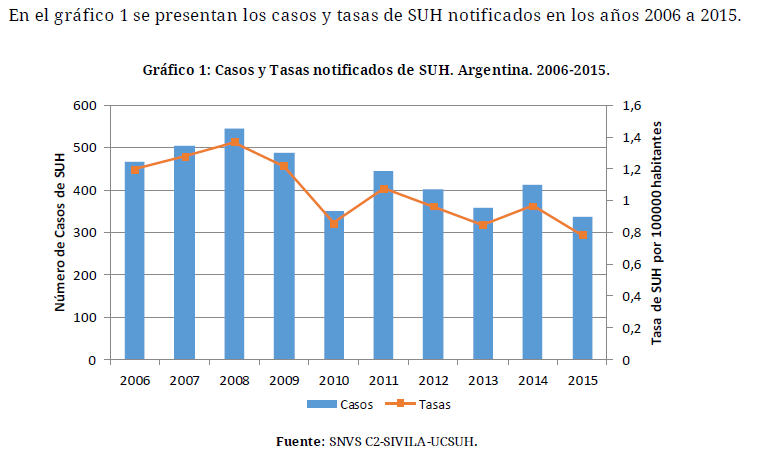 En el gráfico 1 se presentan los casos y tasas de SUH notificados en los años 2006 a 2015.
Gráfico 1: Casos y Tasas notificados de SUH. Argentina. 2006-2015.
Número de Casos de SUH
600
500
400
300
200
100
0
1,6
1,4
1,2
1
0,8
0,6
0,4
0,2
0
Tasa de SUH por 100000 habitantes
2006 2007 2008 2009 2010 2011 2012 2013 2014 2015
Casos Tasas
Fuente: SNVS C2-SIVILA-UCSUH.